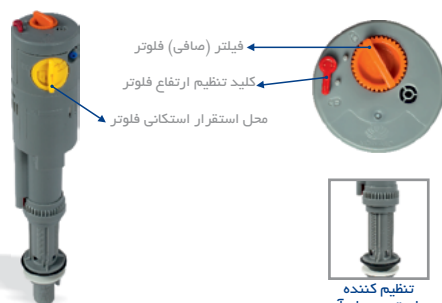 فیلتر (صافی) فلوتر
کلید تنظیم ارتفاع فلوتر
محل استقرار استکانی فلوتر
تنظیم کننده